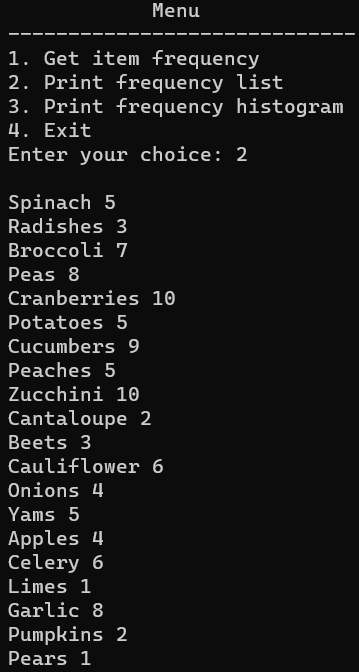 Menu
-----------------------------
1. Get item frequency
2. Print frequency list
3. Print frequency histogram
4. Exit
Enter your choice: 2
Spinach 5
Radishes 3
Broccoli 7
Peas 8
Cranberries 10
Potatoes 5
Cucumbers 9
Peaches 5
Zucchini 10
Cantaloupe 2
Beets 3
Cauliflower 6
Onions 4
Yams 5
Apples 4
Celery 6
Limes 1
Garlic 8
Pumpkins 2
Pears 1